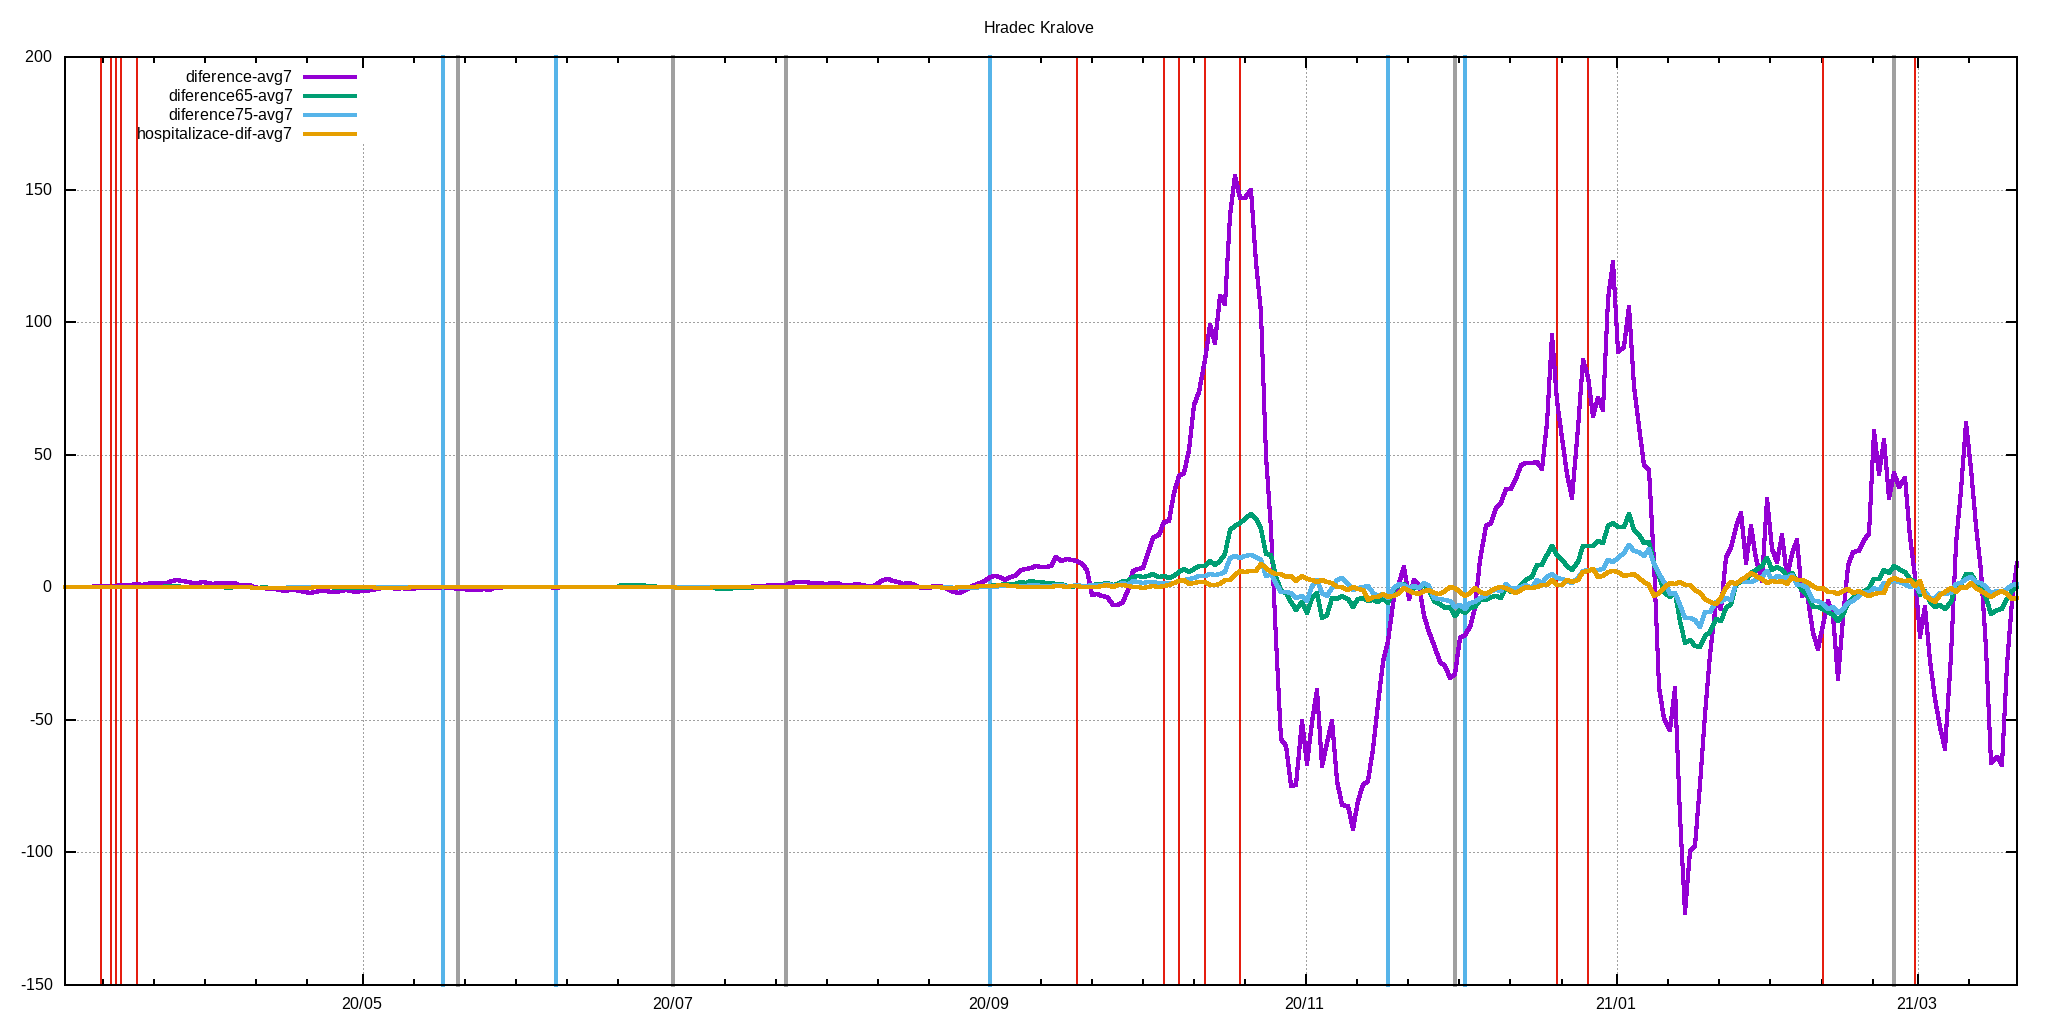 Hradec Kralove
200
150
100
50
0
-50
-100
-150
diference-avg7
diference65-avg7
diference75-avg7
hospitalizace-dif-avg7
20/05 20/07 20/09 20/11 21/01 21/03